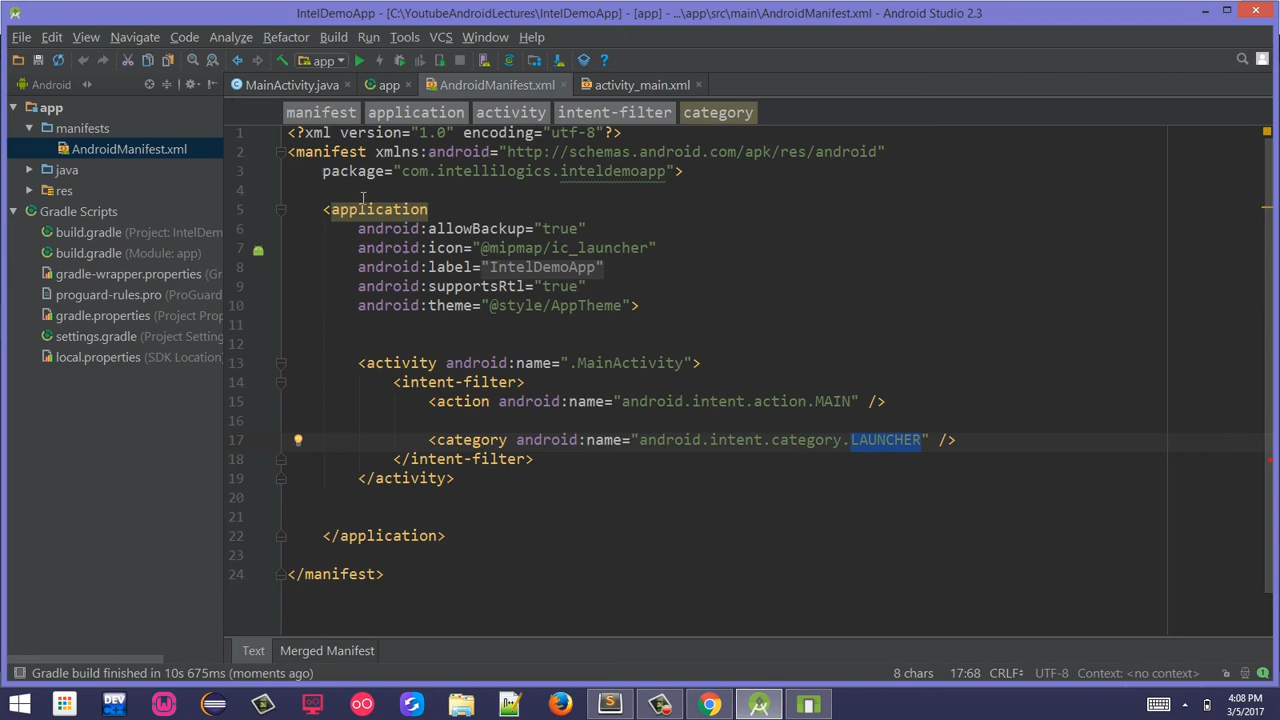 IntelDemoApp - [C:\YoutubeAndroidLectures\IntelDemoApp] - [app] - ...\app\src\main\AndroidManifest.xml - Android Studio 2.3
File Edit View Navigate Code Analyze Refactor Build Run Tools VCS Window Help
app
Android
MainActivity.java
app
AndroidManifest.xml
activity_main.xml
app
manifests
AndroidManifest.xml
java
res
Gradle Scripts
build.gradle (Project: IntelDem
build.gradle (Module: app)
gradle-wrapper.properties (Gr
proguard-rules.pro (ProGuard
gradle.properties (Project Prop
settings.gradle (Project Setting
local.properties (SDK Location)
manifest application activity intent-filter category
1 <?xml version="1.0" encoding="utf-8"?>
2 <manifest xmlns:android="http://schemas.android.com/apk/res/android"
3 package="com.intellilogics.inteldemoapp">
4
5 <application
6 android:allowBackup="true"
7 android:icon="@mipmap/ic_launcher"
8 android:label="IntelDemoApp"
9 android:supportsRtl="true"
10 android:theme="@style/AppTheme">
11
12
13 <activity android:name=".MainActivity">
14 <intent-filter>
15 <action android:name="android.intent.action.MAIN" />
16
17 <category android:name="android.intent.category.LAUNCHER" />
18 </intent-filter>
19 </activity>
20
21
22 </application>
23
24 </manifest>
Text Merged Manifest
Gradle build finished in 10s 675ms (moments ago)
8 chars 17:68 CRLF÷ UTF-8 Context: <no context>
DEV
4:08 PM
3/5/2017